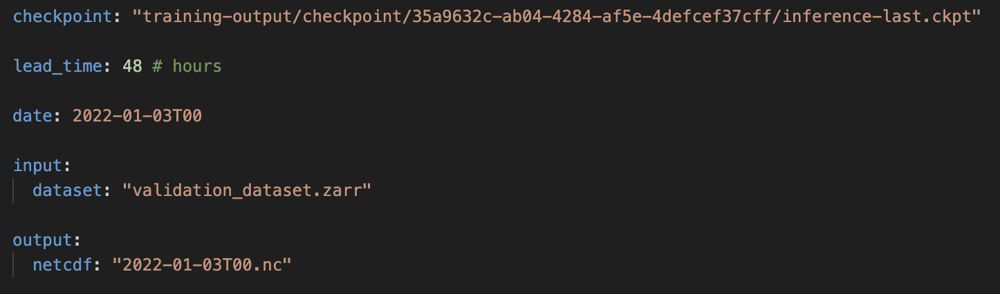 checkpoint: "training-output/checkpoint/35a9632c-ab04-4284-af5e-4defcef37cff/inference-last.ckpt"
lead_time: 48 # hours
date: 2022-01-03T00
input:
  dataset: "validation_dataset.zarr"
output:
  netcdf: "2022-01-03T00.nc"